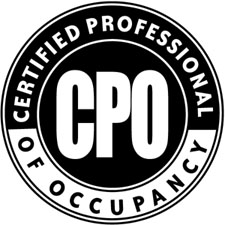 CERTIFIED PROFESSIONAL
CPO
OF OCCUPANCY